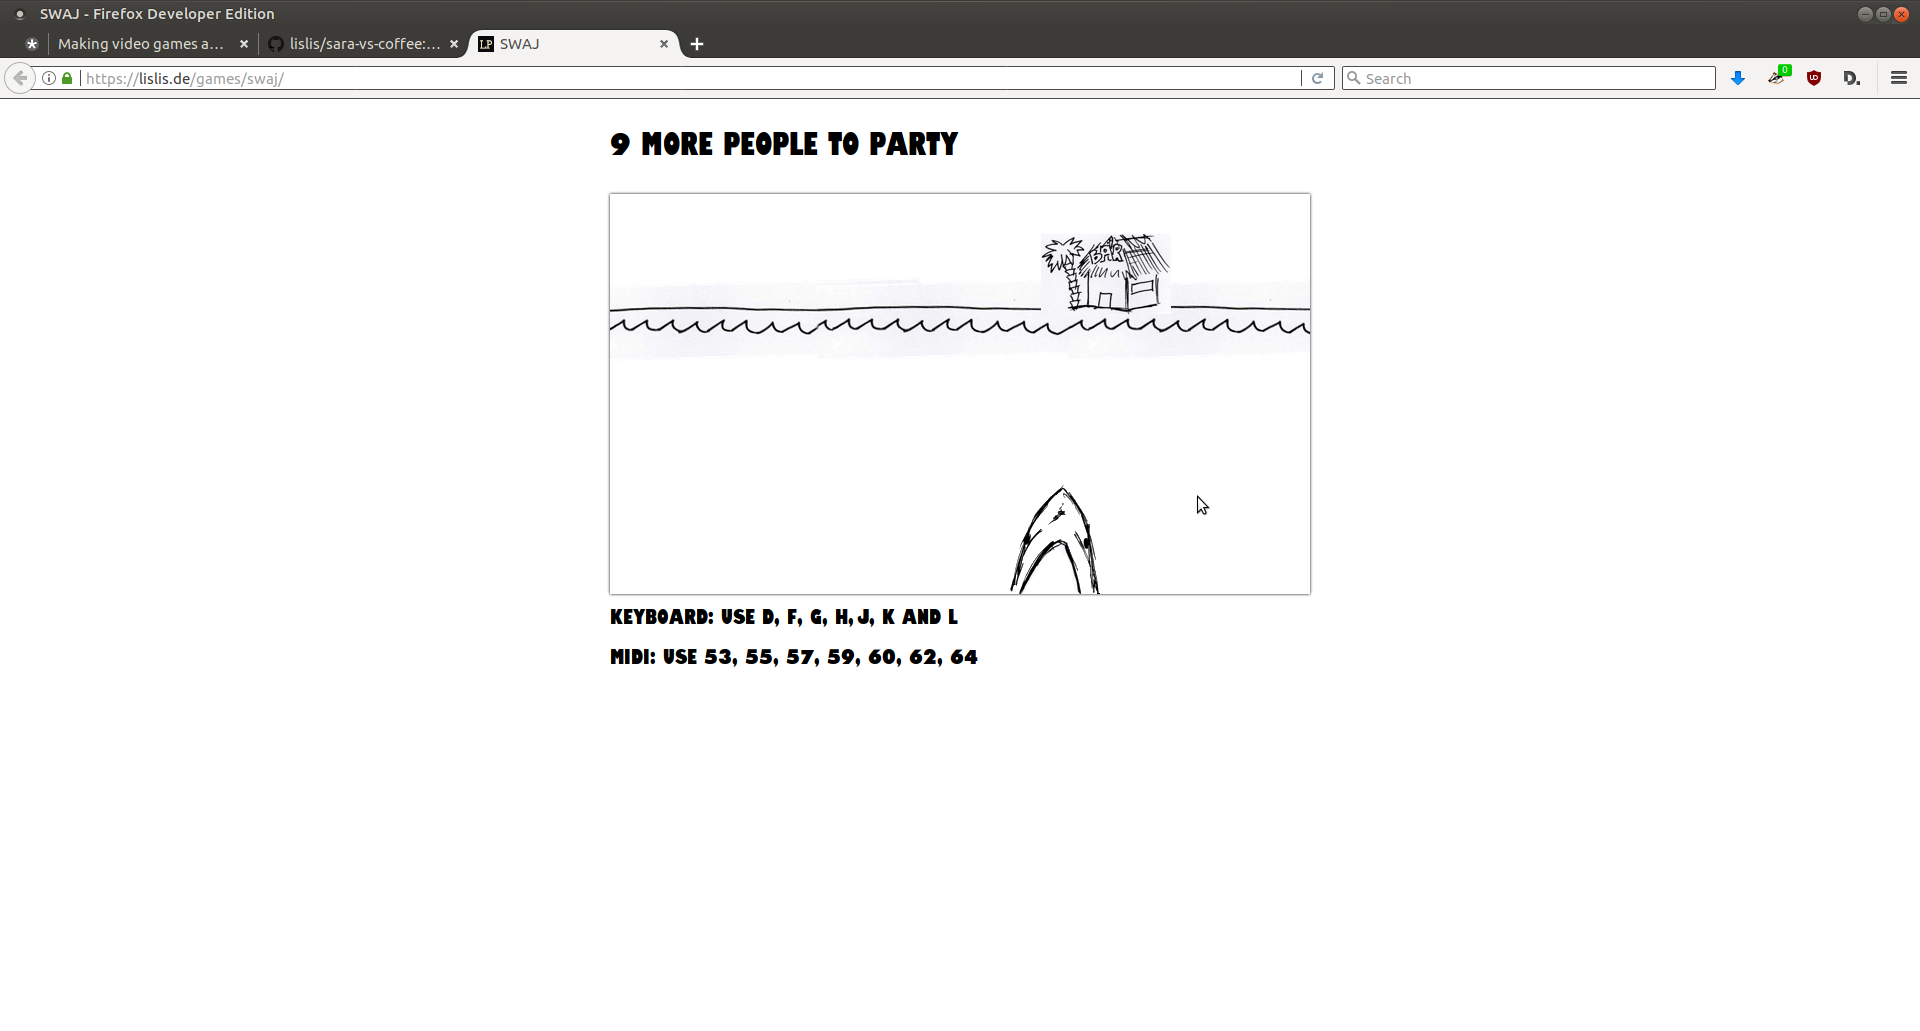 SWAJ - Firefox Developer Edition
Making video games a...
lislis/sara-vs-coffee:...
LP SWAJ
https://lislis.de/games/swaj/
Search
0
D.
9 MORE PEOPLE TO PARTY
BAR
KEYBOARD: USE D, F, G, H, J, K AND L
MIDI: USE 53, 55, 57, 59, 60, 62, 64